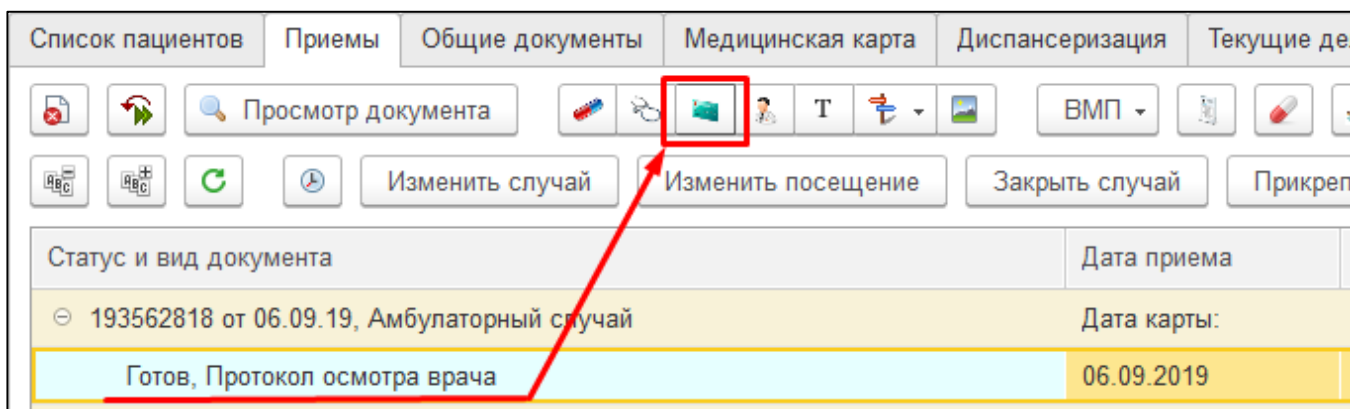 Список пациентов Приемы Общие документы Медицинская карта Диспансеризация Текущие де
Просмотр документа T ВМП
ABC ABC Изменить случай Изменить посещение Закрыть случай Прикреп
Статус и вид документа Дата приема
193562818 от 06.09.19, Амбулаторный случай Дата карты:
Готов, Протокол осмотра врача 06.09.2019